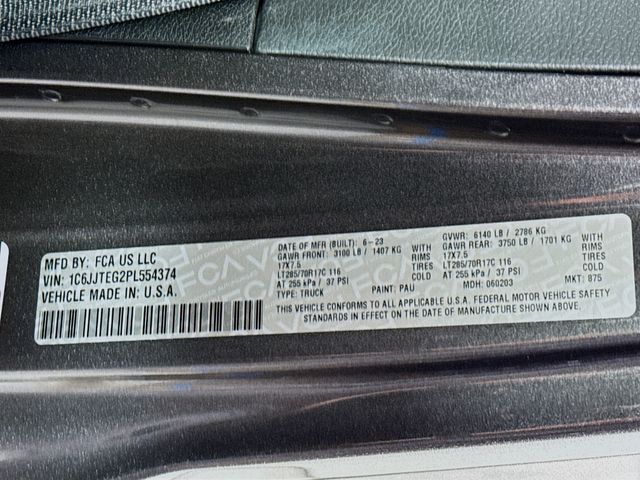 MFD BY: FCA US LLC
VIN: 1C6JJTEG2PL554374
VEHICLE MADE IN U.S.A.
DATE OF MFR (BUILT): 6-23
GAWR FRONT: 3100 LB / 1407 KG WITH
17X7.5 RIMS
LT285/70R17C 116 TIRES
AT 255 kPa / 37 PSI COLD
TYPE: TRUCK PAINT: PAU
GVWR: 6140 LB / 2786 KG
GAWR REAR: 3750 LB / 1701 KG WITH
17X7.5 RIMS
LT285/70R17C 116 TIRES
AT 255 kPa / 37 PSI COLD
MDH: 060203 MKT: 875
THIS VEHICLE CONFORMS TO ALL APPLICABLE U.S.A. FEDERAL MOTOR VEHICLE SAFETY
STANDARDS IN EFFECT ON THE DATE OF MANUFACTURE SHOWN ABOVE.